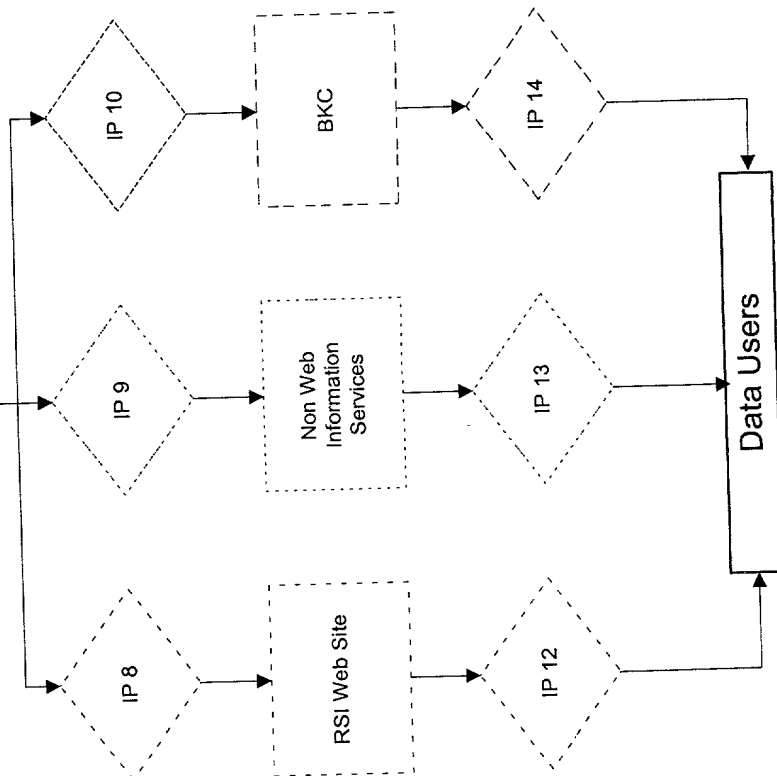 IP 8
IP 9
IP 10
RSI Web Site
Non Web
Information
Services
BKC
IP 12
IP 13
IP 14
Data Users